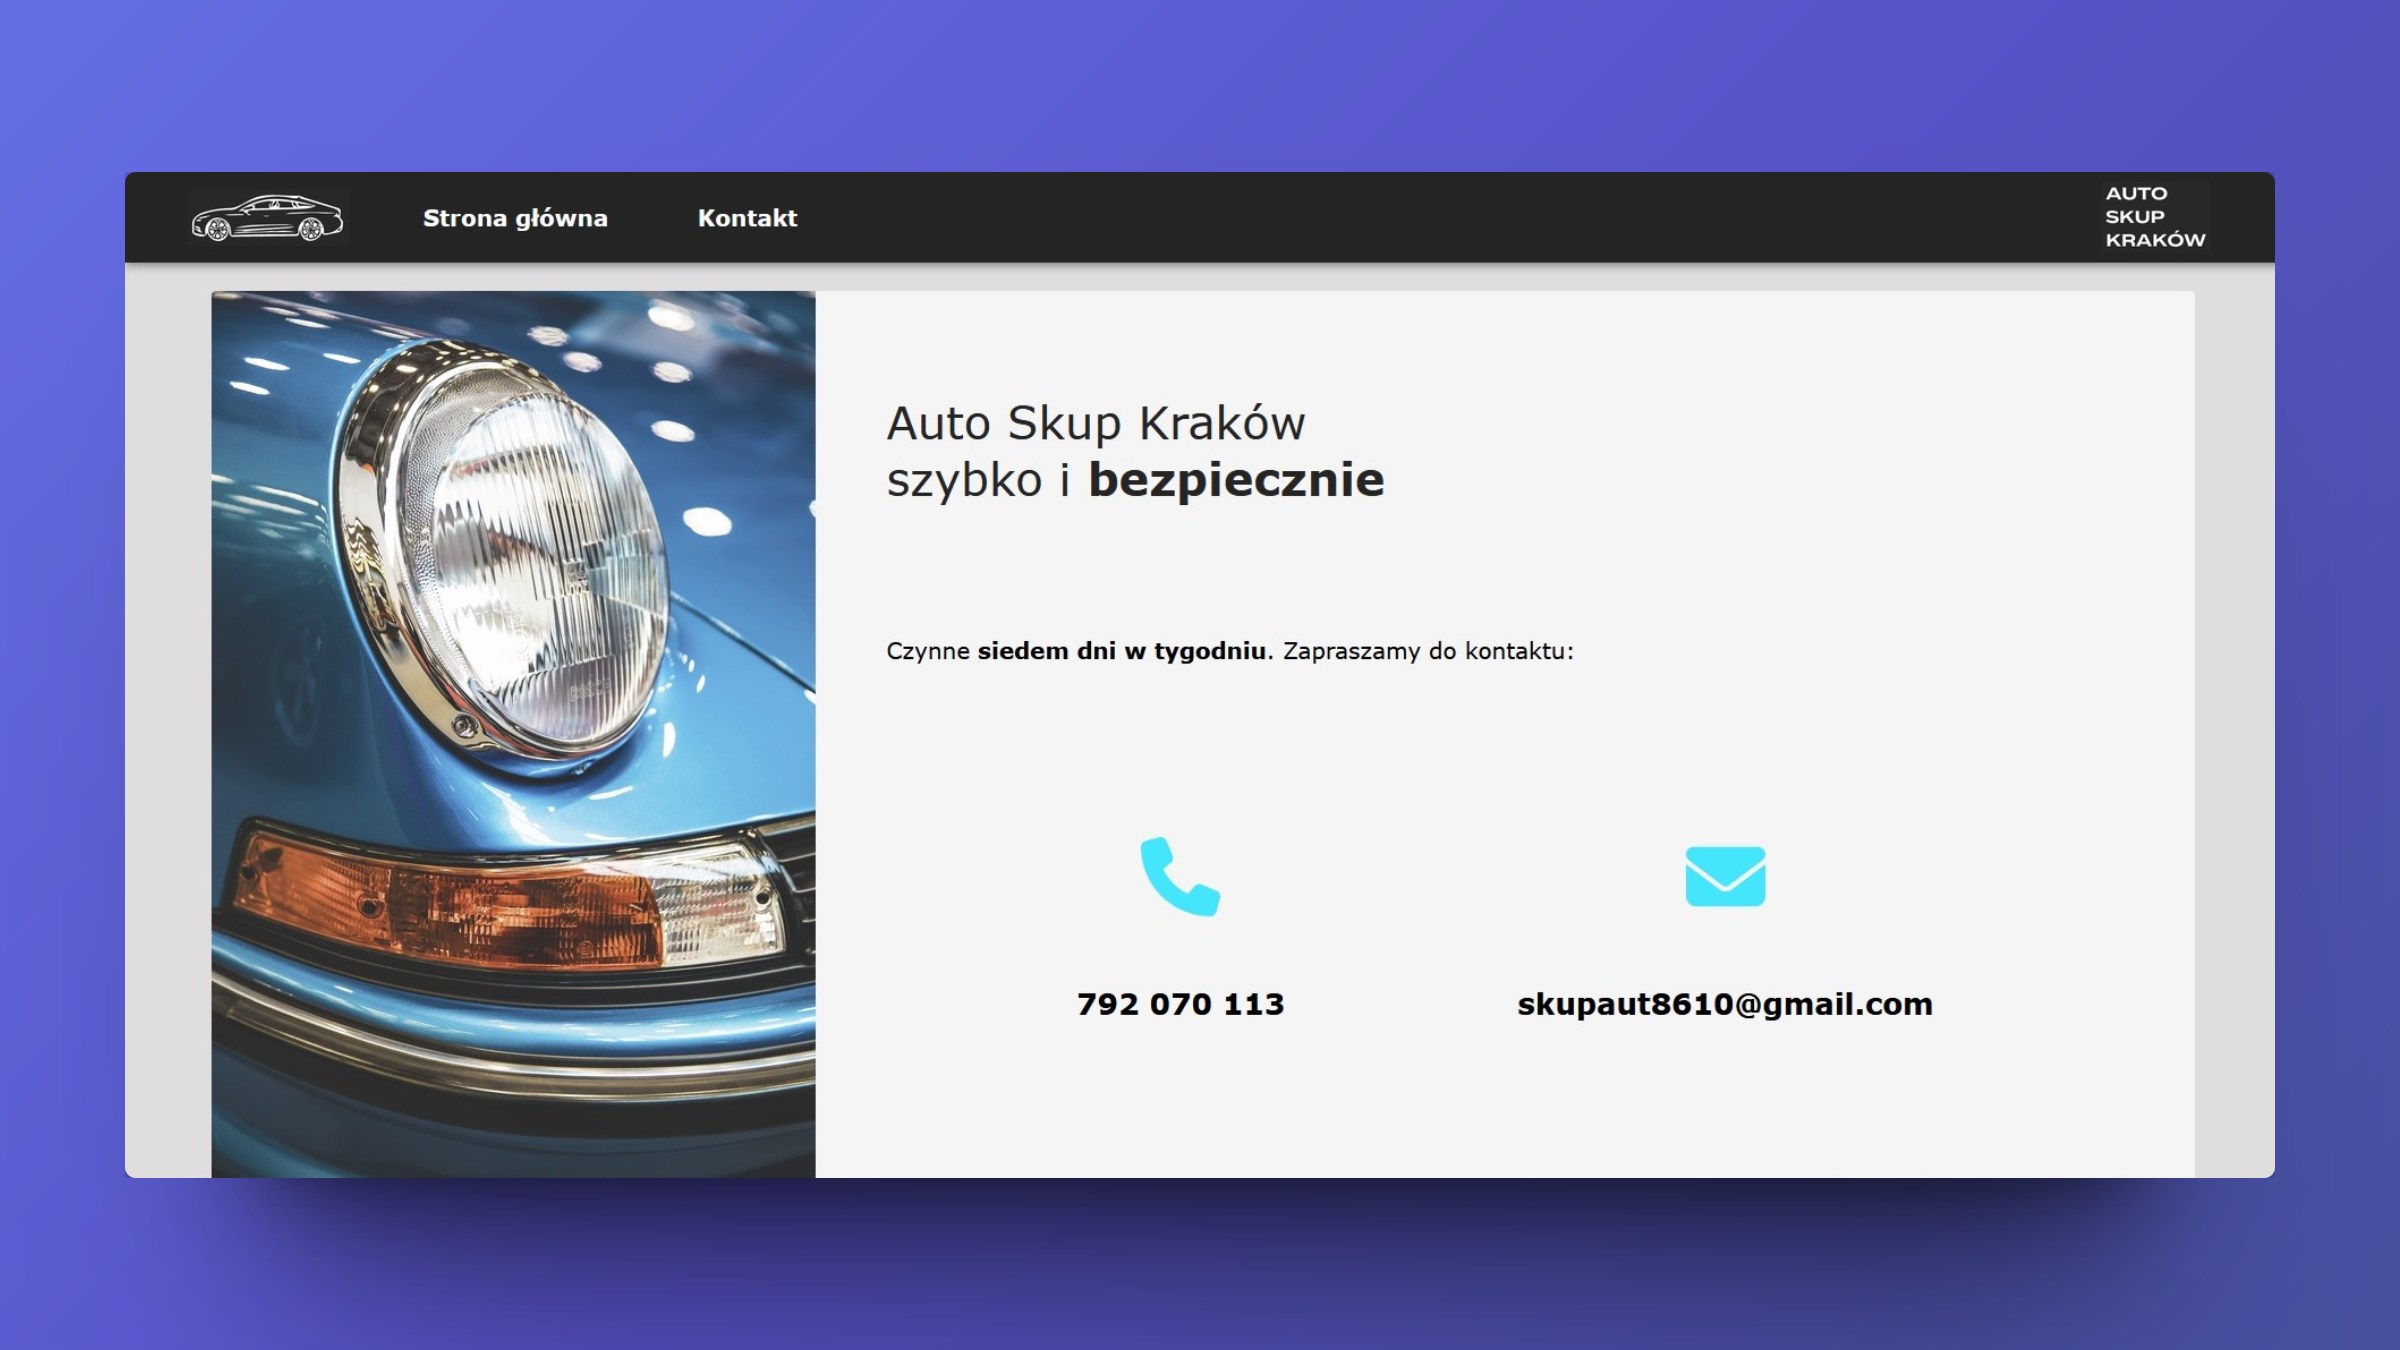 Strona główna
Kontakt
AUTO
SKUP
KRAKÓW
Auto Skup Kraków
szybko i bezpiecznie
Czynne siedem dni w tygodniu. Zapraszamy do kontaktu:
792 070 113
skupaut8610@gmail.com